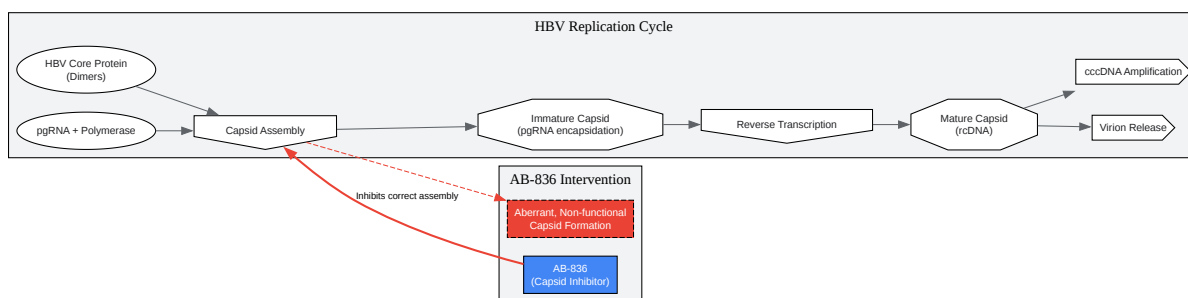 HBV Replication Cycle
HBV Core Protein
(Dimers)
pgRNA + Polymerase
Capsid Assembly
Immature Capsid
(pgRNA encapsidation)
Reverse Transcription
Mature Capsid
(rcDNA)
cccDNA Amplification
Virion Release
AB-836 Intervention
Inhibits correct assembly
Aberrant, Non-functional
Capsid Formation
AB-836
(Capsid Inhibitor)